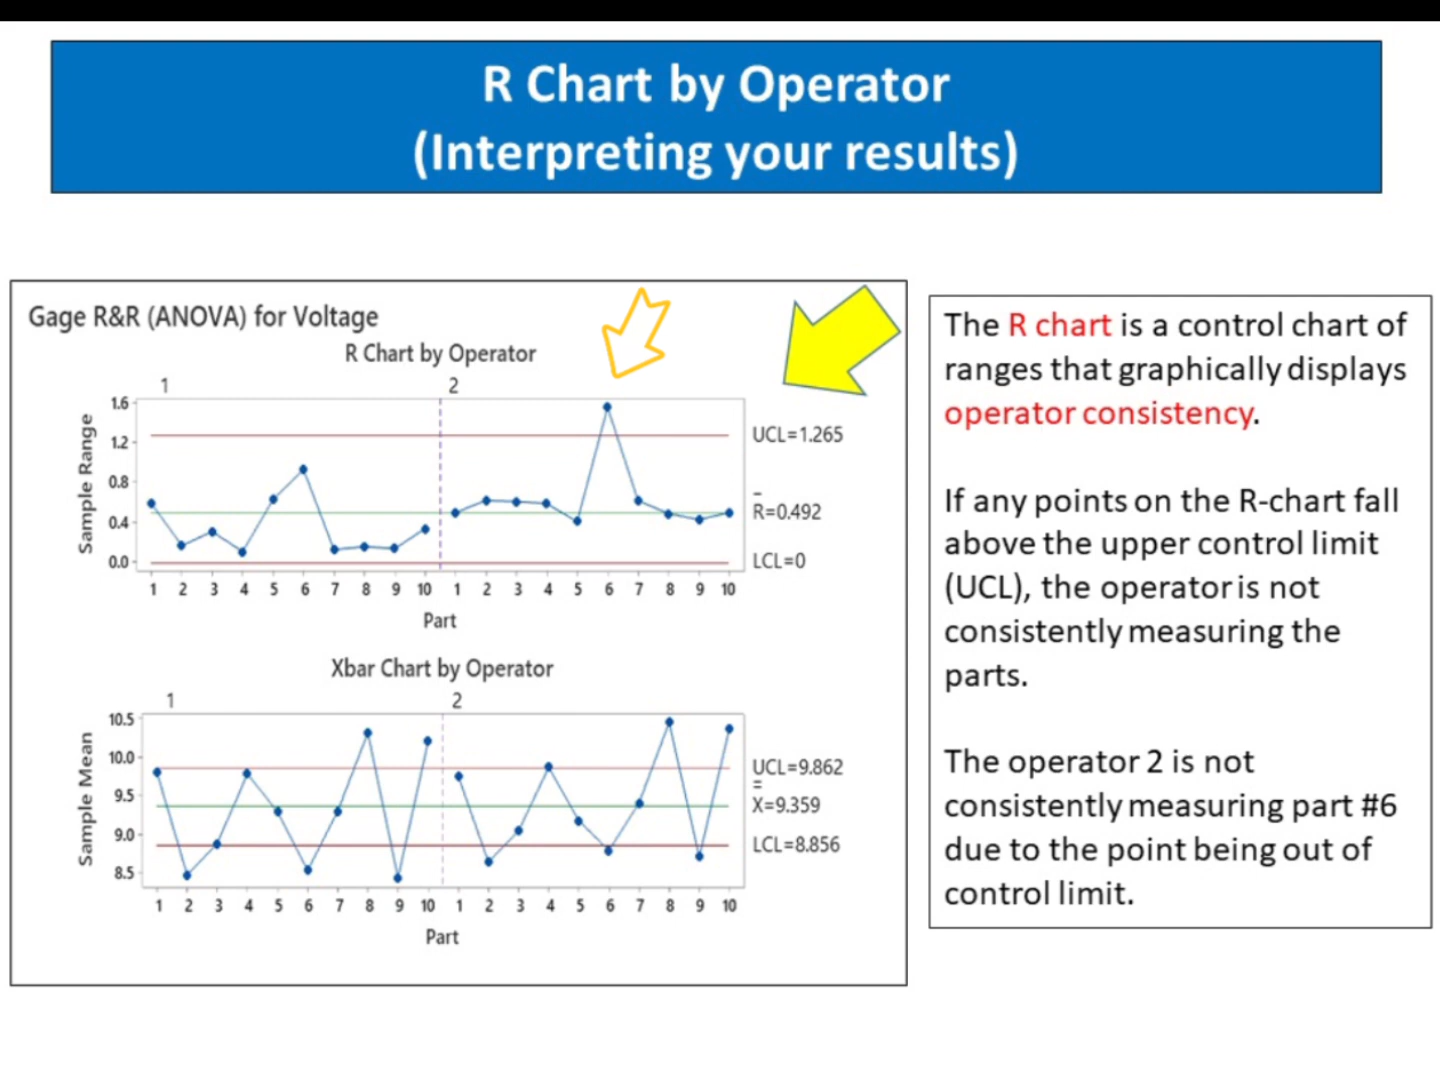 R Chart by Operator
(Interpreting your results)
Gage R&R (ANOVA) for Voltage
R Chart by Operator
1 2
Sample Range
1.6
1.2
0.8
0.4
0.0
UCL=1.265
R̄=0.492
LCL=0
1 2 3 4 5 6 7 8 9 10 1 2 3 4 5 6 7 8 9 10
Part
Xbar Chart by Operator
1 2
Sample Mean
10.5
10.0
9.5
9.0
8.5
UCL=9.862
X̿=9.359
LCL=8.856
1 2 3 4 5 6 7 8 9 10 1 2 3 4 5 6 7 8 9 10
Part
The R chart is a control chart of
ranges that graphically displays
operator consistency.
If any points on the R-chart fall
above the upper control limit
(UCL), the operator is not
consistently measuring the
parts.
The operator 2 is not
consistently measuring part #6
due to the point being out of
control limit.